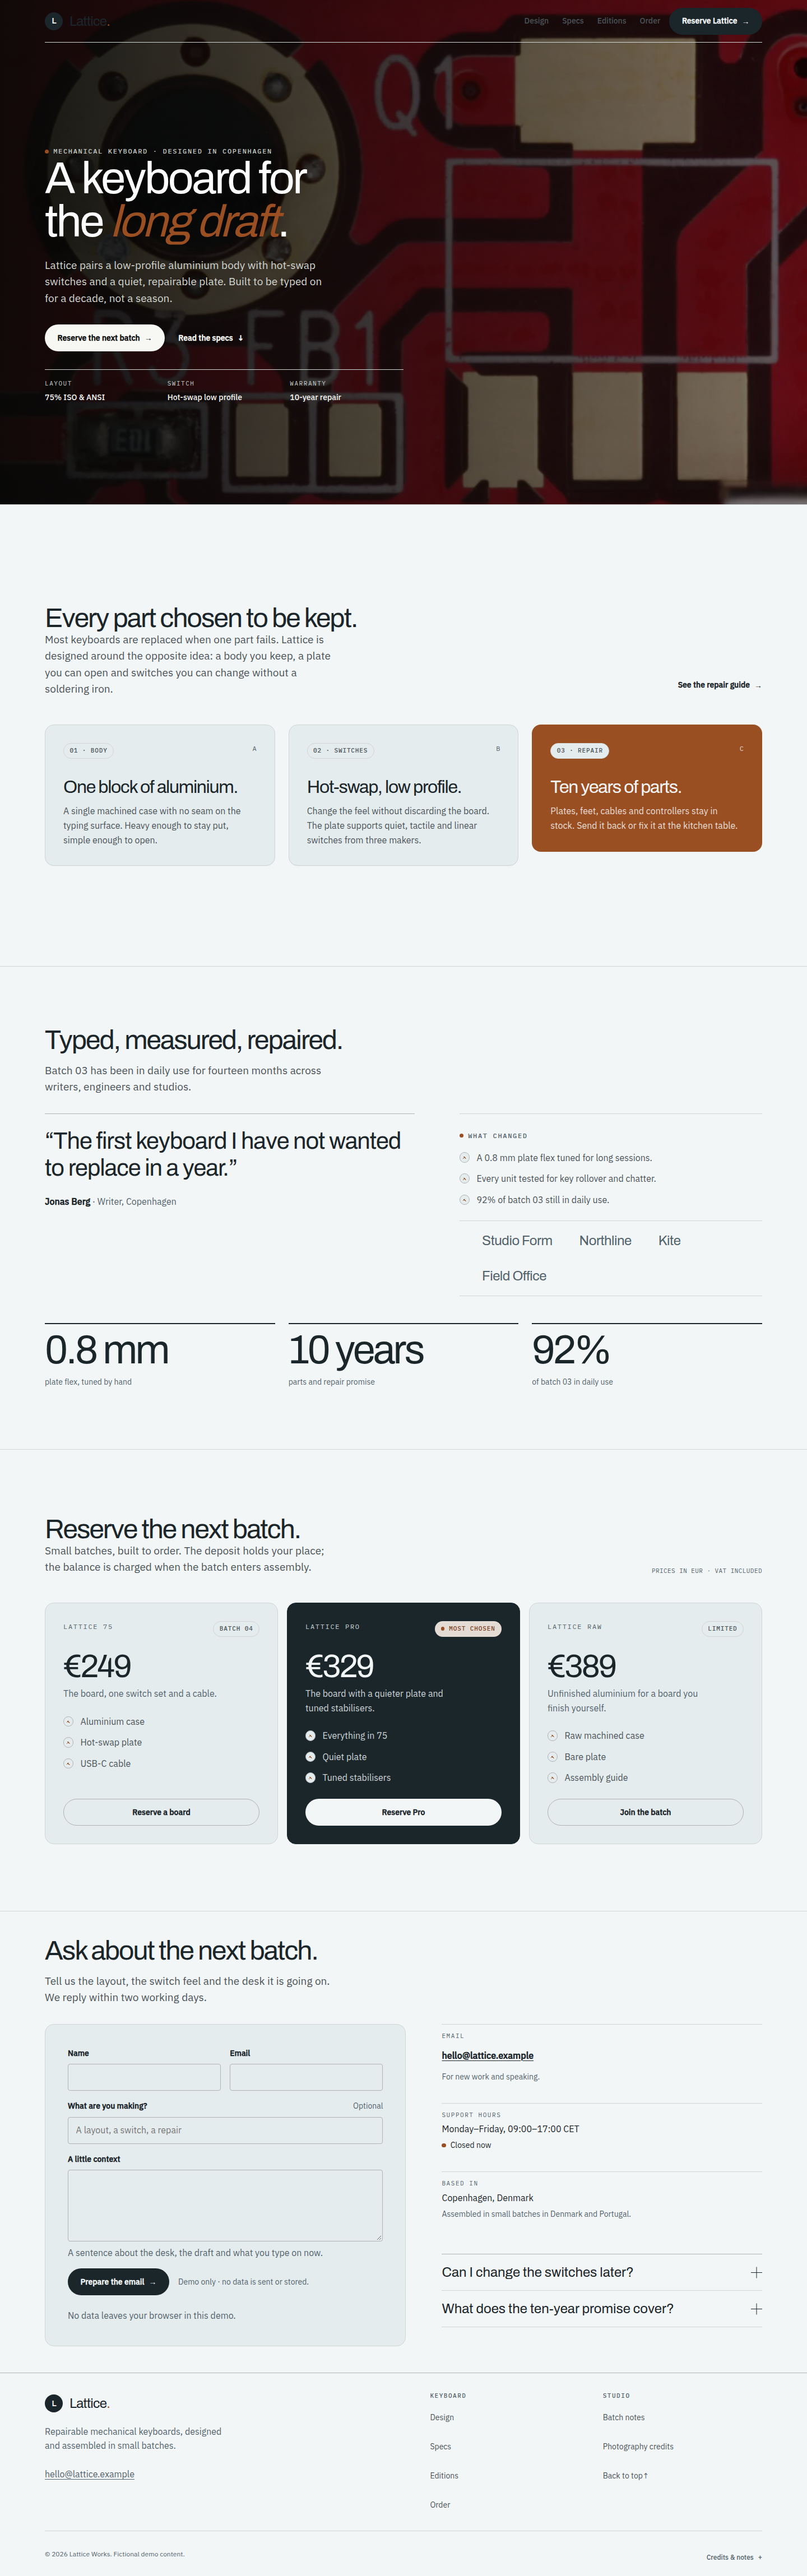 L Lattice.
Design Specs Editions Order Reserve Lattice →
Q1
R3 FB1
E01
MECHANICAL KEYBOARD · DESIGNED IN COPENHAGEN
A keyboard for
the long draft.
Lattice pairs a low-profile aluminium body with hot-swap
switches and a quiet, repairable plate. Built to be typed on
for a decade, not a season.
Reserve the next batch → Read the specs ↓
LAYOUT SWITCH WARRANTY
75% ISO & ANSI Hot-swap low profile 10-year repair
Every part chosen to be kept.
Most keyboards are replaced when one part fails. Lattice is
designed around the opposite idea: a body you keep, a plate
you can open and switches you can change without a
soldering iron.
See the repair guide →
01 · BODY A
One block of aluminium.
A single machined case with no seam on the
typing surface. Heavy enough to stay put,
simple enough to open.
02 · SWITCHES B
Hot-swap, low profile.
Change the feel without discarding the board.
The plate supports quiet, tactile and linear
switches from three makers.
03 · REPAIR C
Ten years of parts.
Plates, feet, cables and controllers stay in
stock. Send it back or fix it at the kitchen table.
Typed, measured, repaired.
Batch 03 has been in daily use for fourteen months across
writers, engineers and studios.
“The first keyboard I have not wanted
to replace in a year.”
Jonas Berg · Writer, Copenhagen
WHAT CHANGED
A 0.8 mm plate flex tuned for long sessions.
Every unit tested for key rollover and chatter.
92% of batch 03 still in daily use.
Studio Form Northline Kite
Field Office
0.8 mm
plate flex, tuned by hand
10 years
parts and repair promise
92%
of batch 03 in daily use
Reserve the next batch.
Small batches, built to order. The deposit holds your place;
the balance is charged when the batch enters assembly.
PRICES IN EUR · VAT INCLUDED
LATTICE 75 BATCH 04
€249
The board, one switch set and a cable.
Aluminium case
Hot-swap plate
USB-C cable
Reserve a board
LATTICE PRO MOST CHOSEN
€329
The board with a quieter plate and
tuned stabilisers.
Everything in 75
Quiet plate
Tuned stabilisers
Reserve Pro
LATTICE RAW LIMITED
€389
Unfinished aluminium for a board you
finish yourself.
Raw machined case
Bare plate
Assembly guide
Join the batch
Ask about the next batch.
Tell us the layout, the switch feel and the desk it is going on.
We reply within two working days.
Name Email
What are you making? Optional
A layout, a switch, a repair
A little context
A sentence about the desk, the draft and what you type on now.
Prepare the email → Demo only · no data is sent or stored.
No data leaves your browser in this demo.
EMAIL
hello@lattice.example
For new work and speaking.
SUPPORT HOURS
Monday–Friday, 09:00–17:00 CET
Closed now
BASED IN
Copenhagen, Denmark
Assembled in small batches in Denmark and Portugal.
Can I change the switches later?
What does the ten-year promise cover?
L Lattice.
Repairable mechanical keyboards, designed
and assembled in small batches.
hello@lattice.example
KEYBOARD
Design
Specs
Editions
Order
STUDIO
Batch notes
Photography credits
Back to top ↑
© 2026 Lattice Works. Fictional demo content.
Credits & notes +